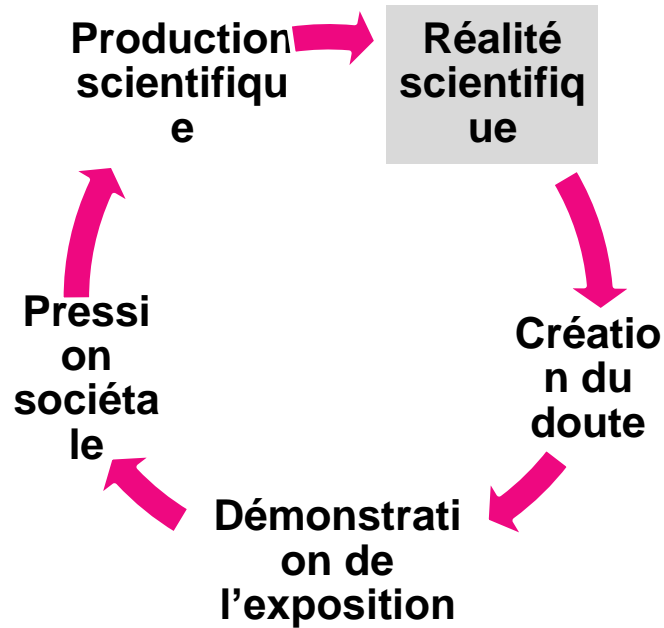 Production
scientifiqu
e
Réalité
scientifiq
ue
Créatio
n du
doute
Démonstrati
on de
l’exposition
Pressi
on
sociéta
le